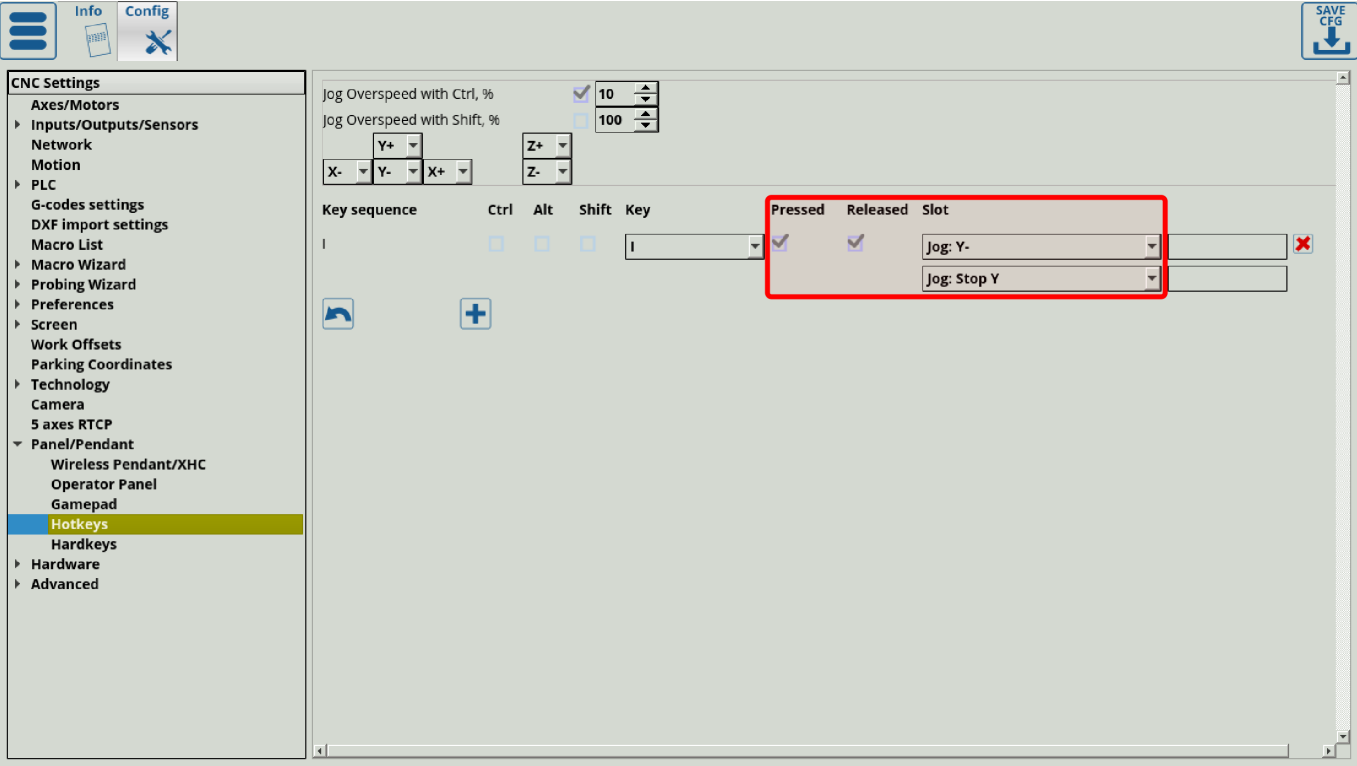 Info Config SAVE CFG
CNC Settings
Axes/Motors
Inputs/Outputs/Sensors
Network
Motion
PLC
G-codes settings
DXF import settings
Macro List
Macro Wizard
Probing Wizard
Preferences
Screen
Work Offsets
Parking Coordinates
Technology
Camera
5 axes RTCP
Panel/Pendant
Wireless Pendant/XHC
Operator Panel
Gamepad
Hotkeys
Hardkeys
Hardware
Advanced
Jog Overspeed with Ctrl, % 10
Jog Overspeed with Shift, % 100
Y+ Z+
X- Y- X+ Z-
Key sequence Ctrl Alt Shift Key Pressed Released Slot
I I Jog: Y-
Jog: Stop Y